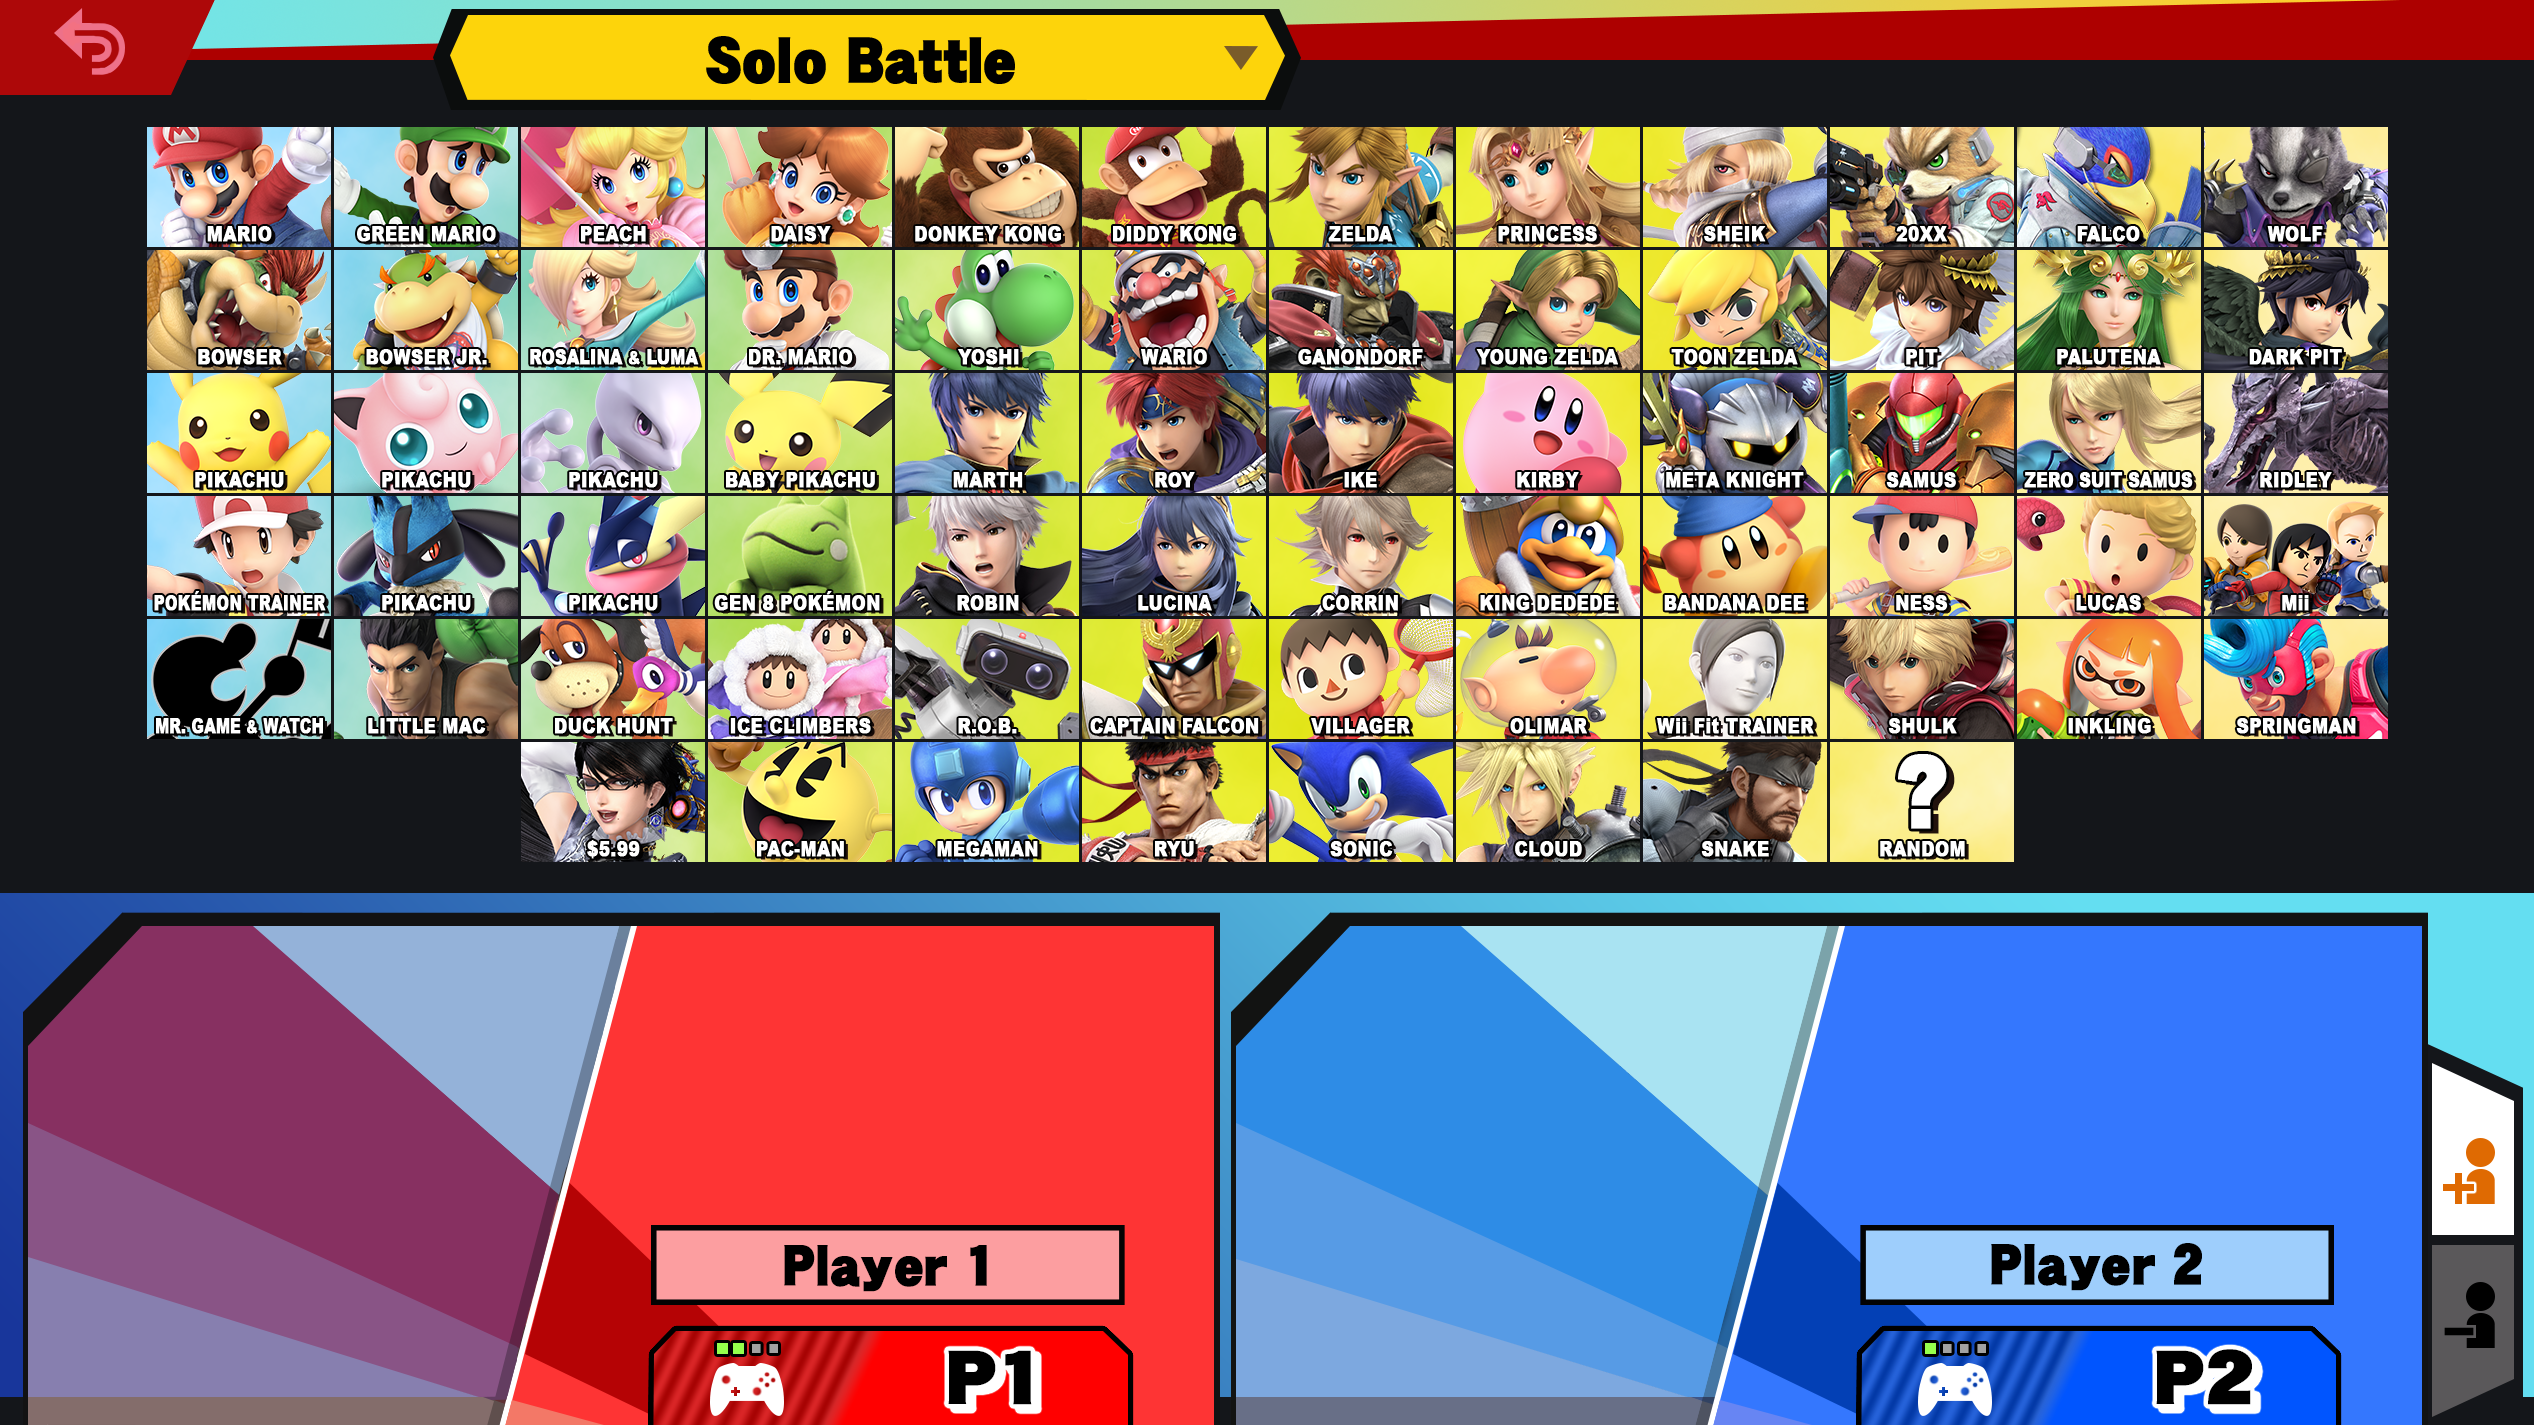 Solo Battle
MARIO GREEN MARIO PEACH DAISY DONKEY KONG DIDDY KONG ZELDA PRINCESS SHEIK 20XX FALCO WOLF
BOWSER BOWSER JR. ROSALINA & LUMA DR. MARIO YOSHI WARIO GANONDORF YOUNG ZELDA TOON ZELDA PIT PALUTENA DARK PIT
PIKACHU PIKACHU PIKACHU BABY PIKACHU MARTH ROY IKE KIRBY META KNIGHT SAMUS ZERO SUIT SAMUS RIDLEY
POKÉMON TRAINER PIKACHU PIKACHU GEN 8 POKÉMON ROBIN LUCINA CORRIN KING DEDEDE BANDANA DEE NESS LUCAS Mii
MR. GAME & WATCH LITTLE MAC DUCK HUNT ICE CLIMBERS R.O.B. CAPTAIN FALCON VILLAGER OLIMAR Wii Fit TRAINER SHULK INKLING SPRINGMAN
$5.99 PAC-MAN MEGAMAN RYU SONIC CLOUD SNAKE RANDOM
Player 1 Player 2
P1 P2